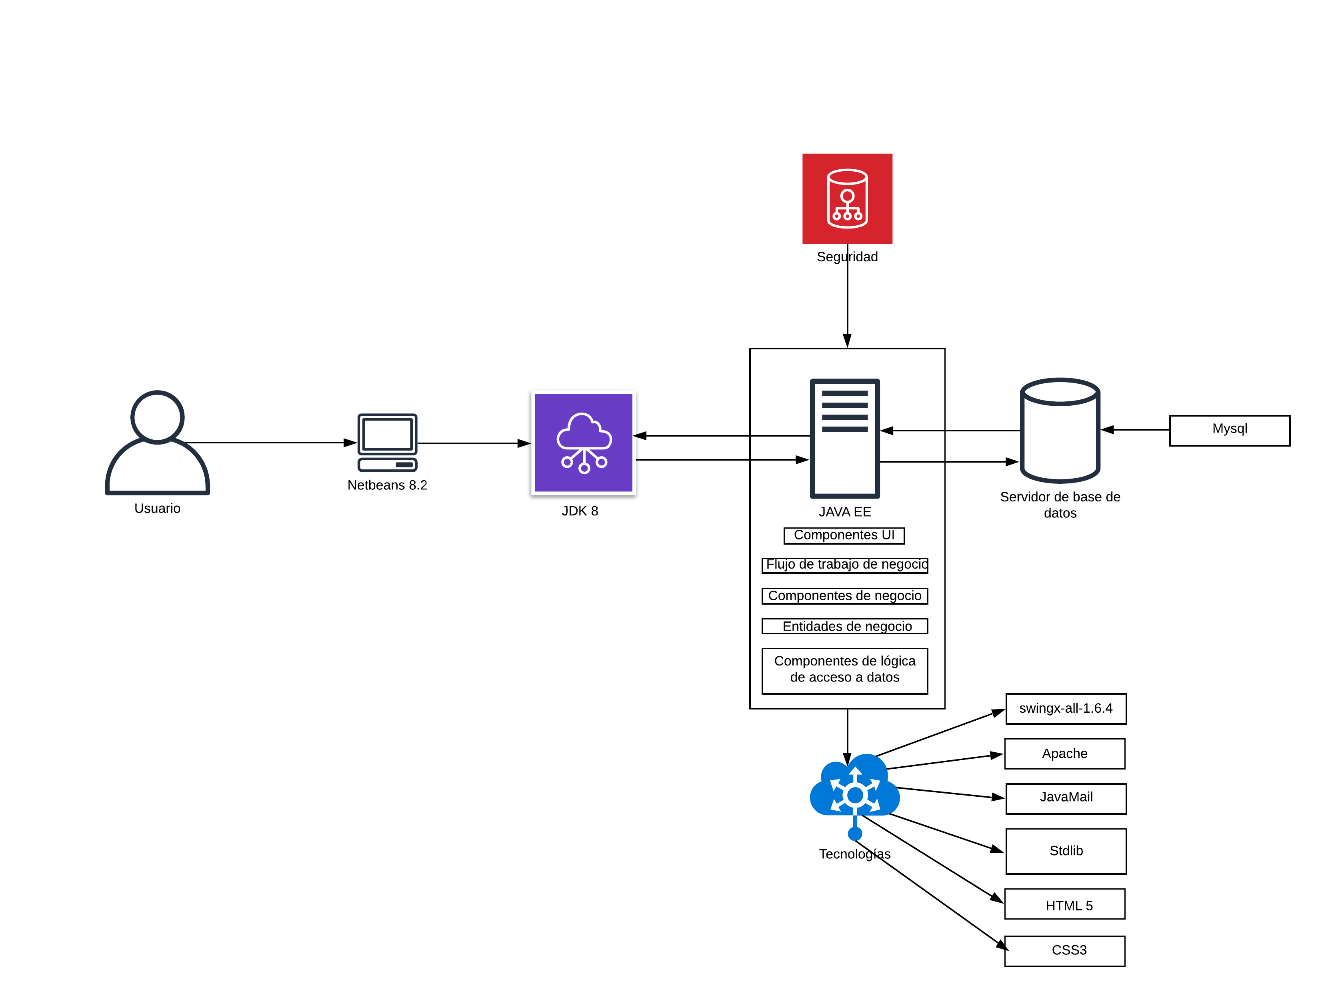 Seguridad
Usuario
Netbeans 8.2
JDK 8
JAVA EE
Componentes UI
Flujo de trabajo de negocio
Componentes de negocio
Entidades de negocio
Componentes de lógica
de acceso a datos
Servidor de base de
datos
Mysql
Tecnologías
swingx-all-1.6.4
Apache
JavaMail
Stdlib
HTML 5
CSS3